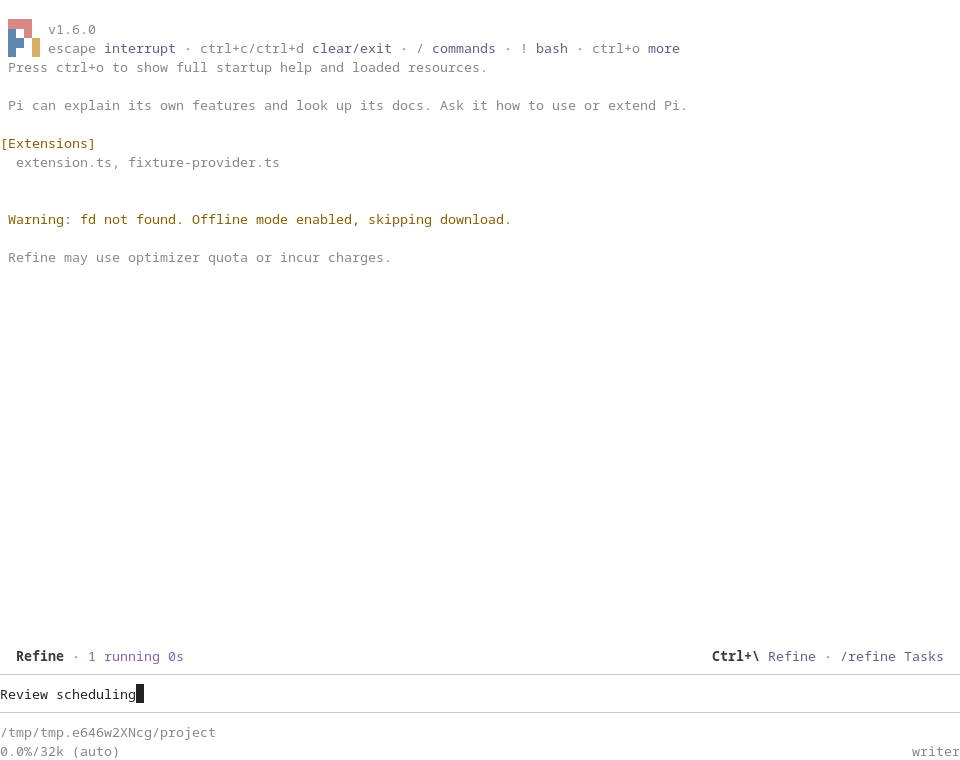 v1.6.0
escape interrupt · ctrl+c/ctrl+d clear/exit · / commands · ! bash · ctrl+o more
Press ctrl+o to show full startup help and loaded resources.
Pi can explain its own features and look up its docs. Ask it how to use or extend Pi.
[Extensions]
extension.ts, fixture-provider.ts
Warning: fd not found. Offline mode enabled, skipping download.
Refine may use optimizer quota or incur charges.
Refine · 1 running 0s Ctrl+\ Refine · /refine Tasks
Review scheduling
/tmp/tmp.e646w2XNcg/project
0.0%/32k (auto) writer